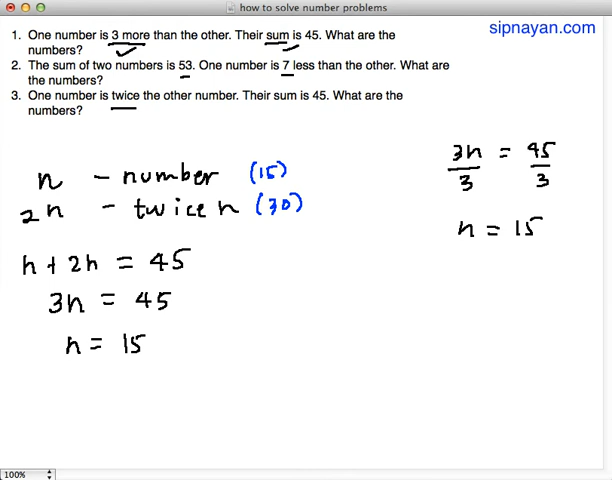 how to solve number problems
sipnayan.com
1. One number is 3 more than the other. Their sum is 45. What are the
numbers?
2. The sum of two numbers is 53. One number is 7 less than the other. What are
the numbers?
3. One number is twice the other number. Their sum is 45. What are the
numbers?
n - number (15)
2n - twice n (30)
n + 2n = 45
3n = 45
n = 15
3n = 45
3 3
n = 15
100%